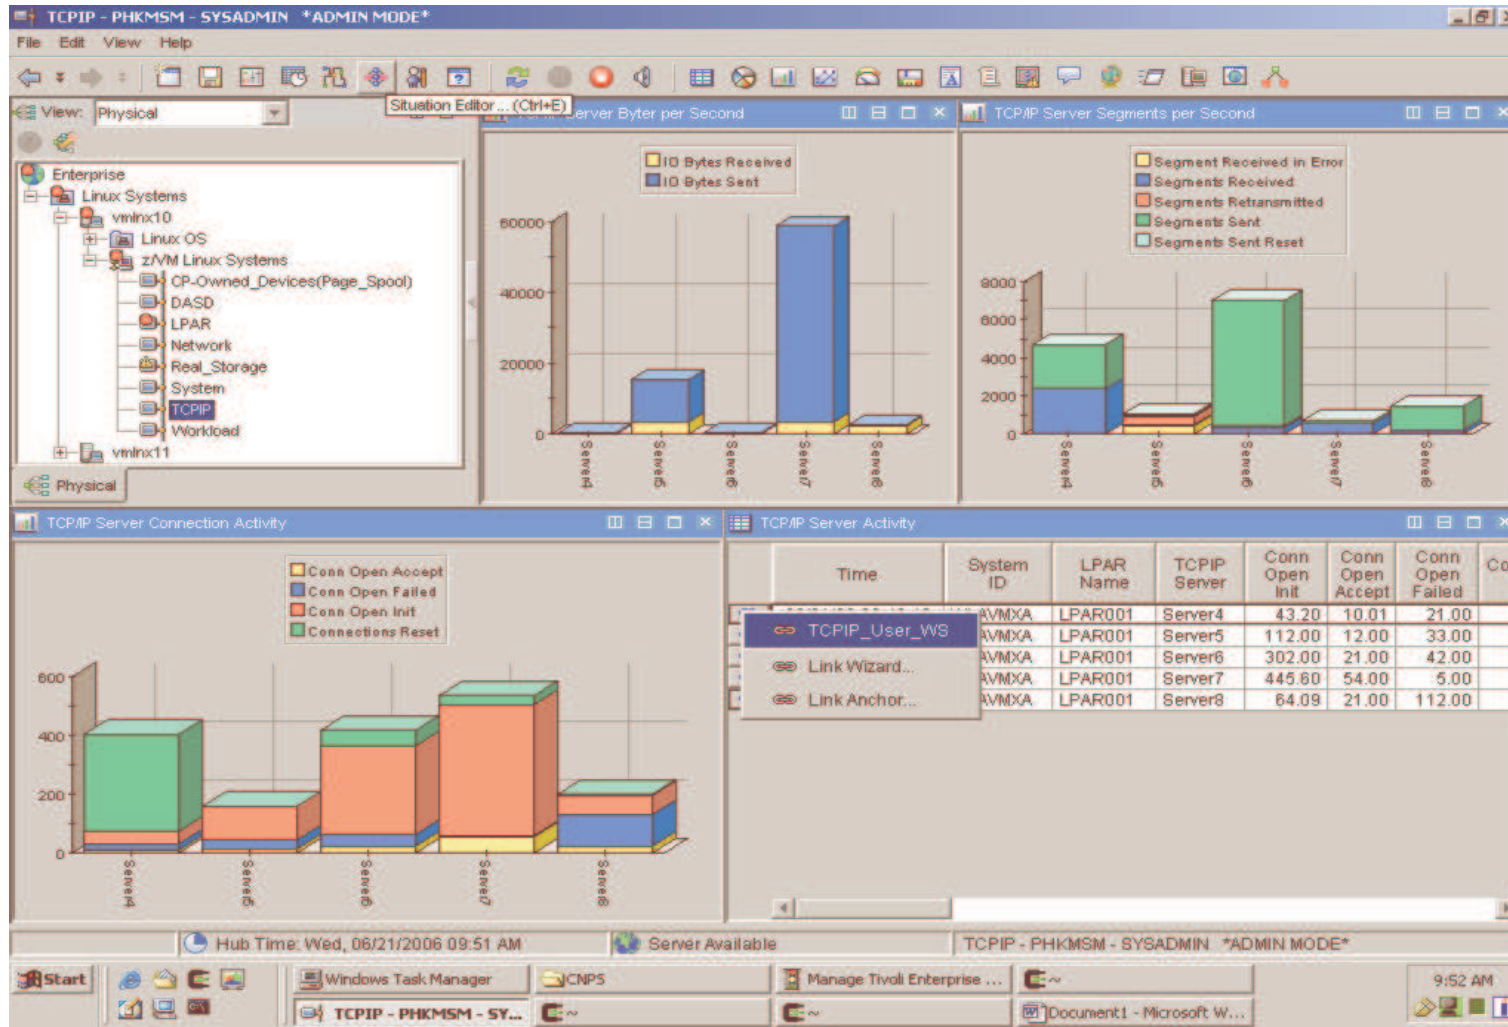 TCPIP - PHKMSM - SYSADMIN *ADMIN MODE*
File Edit View Help
Situation Editor... (Ctrl+E)
View: Physical
Enterprise
Linux Systems
vmlnx10
Linux OS
z/VM Linux Systems
CP-Owned_Devices(Page_Spool)
DASD
LPAR
Network
Real_Storage
System
TCPIP
Workload
vmlnx11
Physical
Server Byter per Second
IO Bytes Received
IO Bytes Sent
60000
40000
20000
0
Server4 Server5 Server6 Server7 Server8
TCP/IP Server Segments per Second
Segment Received in Error
Segments Received
Segments Retransmitted
Segments Sent
Segments Sent Reset
8000
6000
4000
2000
0
Server4 Server5 Server6 Server7 Server8
TCP/IP Server Connection Activity
Conn Open Accept
Conn Open Failed
Conn Open Init
Connections Reset
600
400
200
0
Server4 Server5 Server6 Server7 Server8
TCP/IP Server Activity
Time System ID LPAR Name TCPIP Server Conn Open Init Conn Open Accept Conn Open Failed Co
AVMXA LPAR001 Server4 43.20 10.01 21.00
AVMXA LPAR001 Server5 112.00 12.00 33.00
AVMXA LPAR001 Server6 302.00 21.00 42.00
AVMXA LPAR001 Server7 445.60 54.00 5.00
AVMXA LPAR001 Server8 64.09 21.00 112.00
TCPIP_User_WS
Link Wizard...
Link Anchor...
Hub Time: Wed, 06/21/2006 09:51 AM
Server Available
TCPIP - PHKMSM - SYSADMIN *ADMIN MODE*
Start
Windows Task Manager
CNPS
Manage Tivoli Enterprise ...
~
9:52 AM
TCPIP - PHKMSM - SY...
~
~
Document1 - Microsoft W...